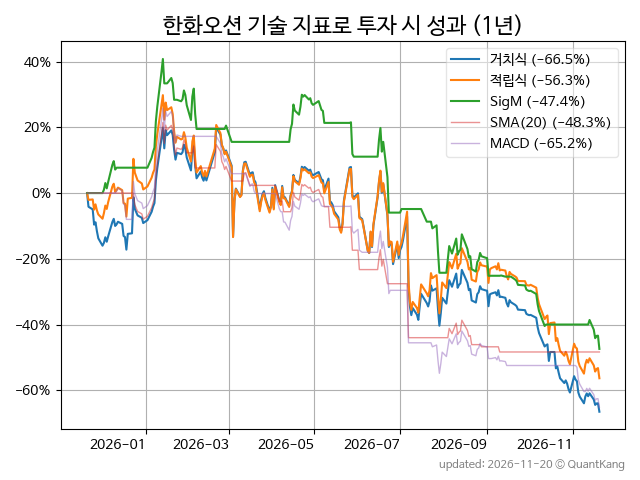 한화오션 기술 지표로 투자 시 성과 (1년)
거치식 (−66.5%)
적립식 (−56.3%)
SigM (−47.4%)
SMA(20) (−48.3%)
MACD (−65.2%)
40%
20%
0%
−20%
−40%
−60%
2026-01 2026-03 2026-05 2026-07 2026-09 2026-11
updated: 2026-11-20 © QuantKang